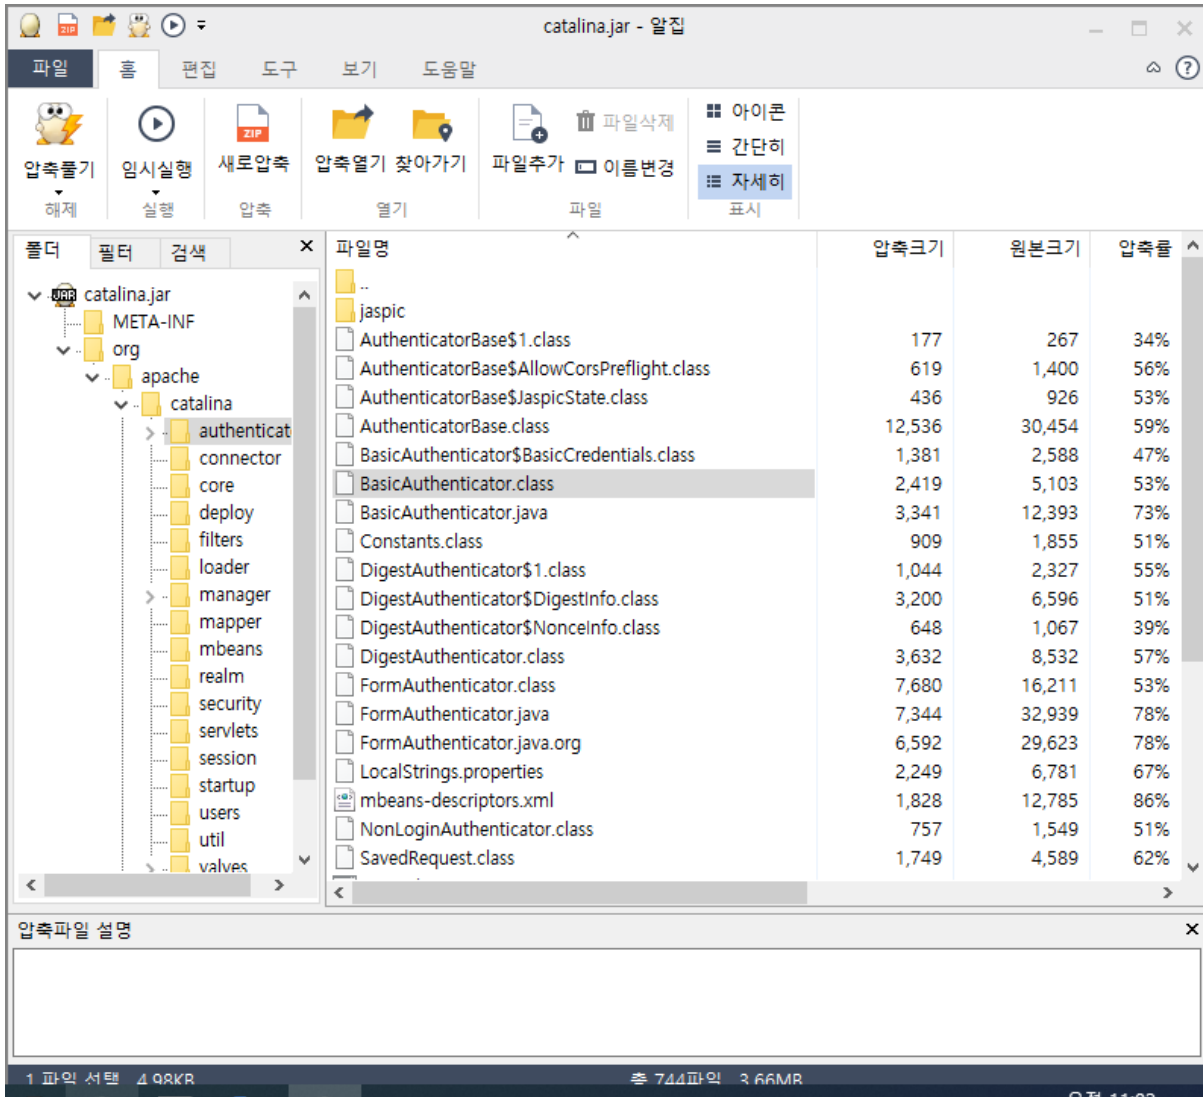 catalina.jar - 알집
파일 홈 편집 도구 보기 도움말
압축풀기 임시실행 새로압축 압축열기 찾아가기 파일추가 파일삭제 이름변경
아이콘
간단히
자세히
해제 실행 압축 열기 파일 표시
폴더 필터 검색
catalina.jar
META-INF
org
apache
catalina
authenticat
connector
core
deploy
filters
loader
manager
mapper
mbeans
realm
security
servlets
session
startup
users
util
valves
파일명 압축크기 원본크기 압축률
..
jaspic
AuthenticatorBase$1.class 177 267 34%
AuthenticatorBase$AllowCorsPreflight.class 619 1,400 56%
AuthenticatorBase$JaspicState.class 436 926 53%
AuthenticatorBase.class 12,536 30,454 59%
BasicAuthenticator$BasicCredentials.class 1,381 2,588 47%
BasicAuthenticator.class 2,419 5,103 53%
BasicAuthenticator.java 3,341 12,393 73%
Constants.class 909 1,855 51%
DigestAuthenticator$1.class 1,044 2,327 55%
DigestAuthenticator$DigestInfo.class 3,200 6,596 51%
DigestAuthenticator$NonceInfo.class 648 1,067 39%
DigestAuthenticator.class 3,632 8,532 57%
FormAuthenticator.class 7,680 16,211 53%
FormAuthenticator.java 7,344 32,939 78%
FormAuthenticator.java.org 6,592 29,623 78%
LocalStrings.properties 2,249 6,781 67%
mbeans-descriptors.xml 1,828 12,785 86%
NonLoginAuthenticator.class 757 1,549 51%
SavedRequest.class 1,749 4,589 62%
압축파일 설명
1 파일 선택 4.98KB 총 744파일 3.66MB